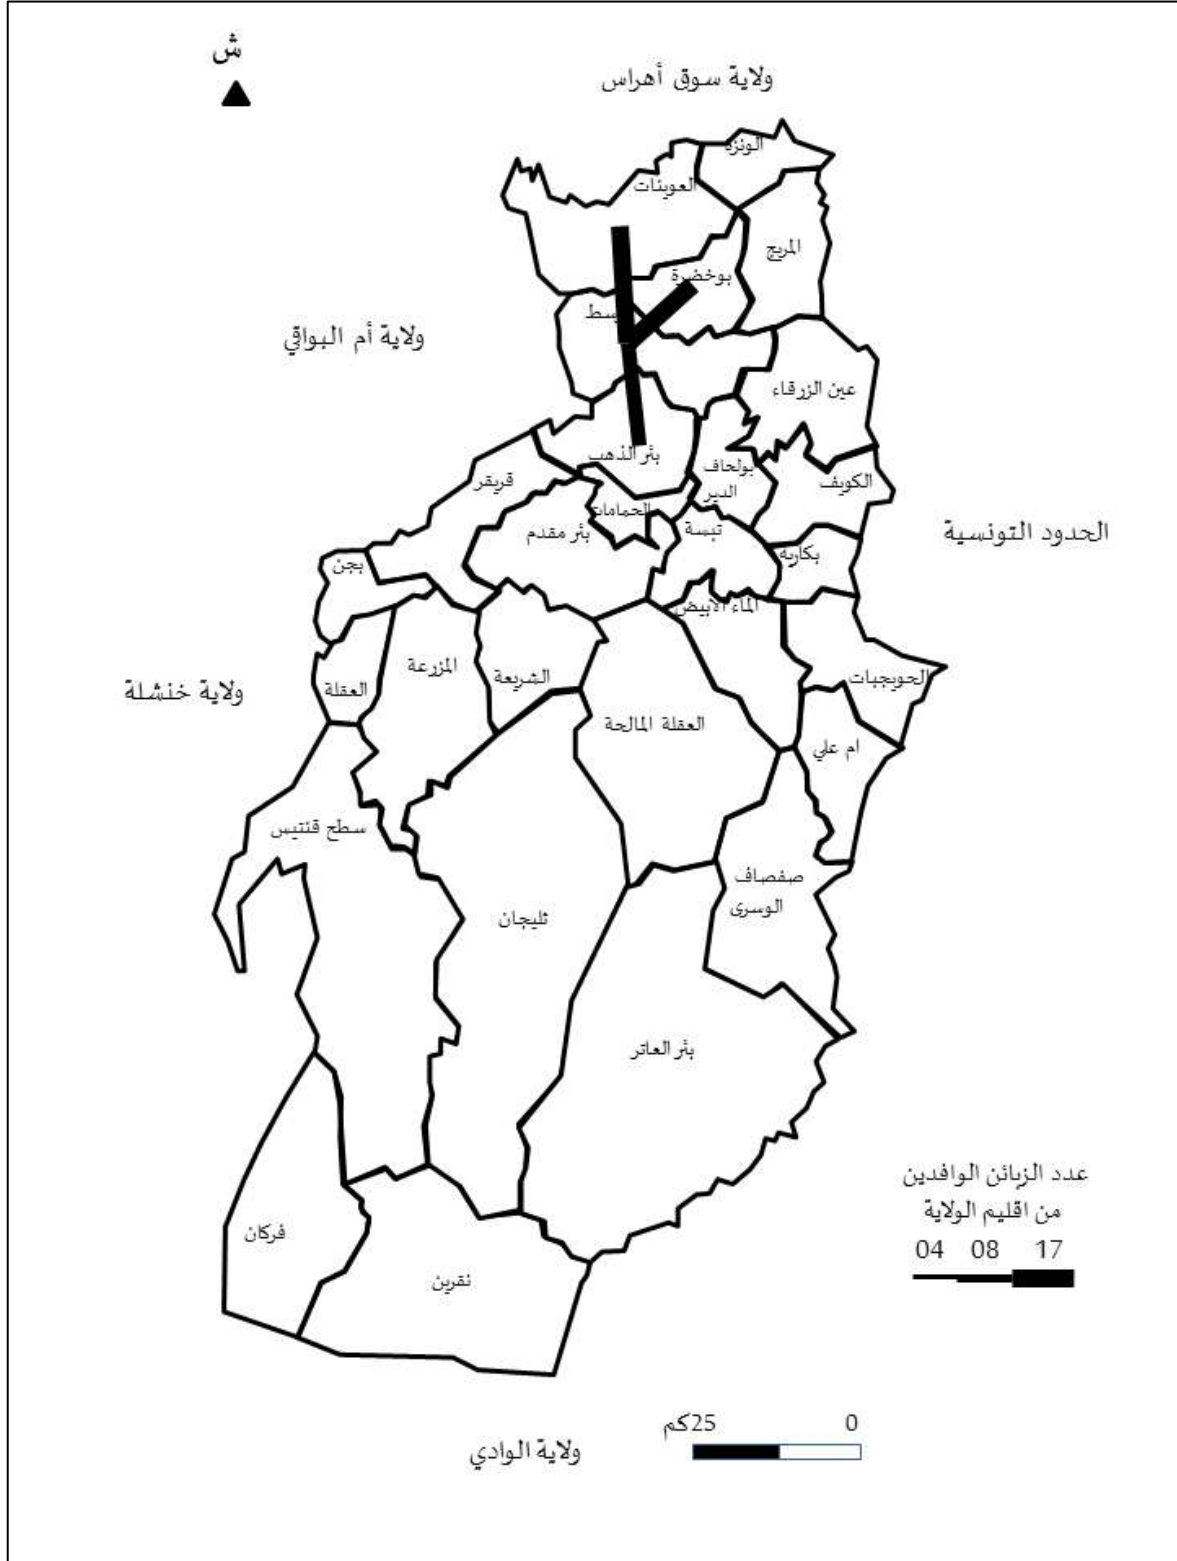 ش
ولاية سوق أهراس
الونزة
العوينات
المريج
بوخضرة
ولاية أم البواقي
عين الزرقاء
بئر الذهب
بولحاف
الدير
الكويف
قريقر
الحمامات
تبسة
بئر مقدم
الحدود التونسية
بكارية
بجن
الماء الأبيض
المزرعة
الشريعة
الحويجبات
العقلة
ولاية خنشلة
العقلة المالحة
ام علي
سطح قنتيس
صفصاف
الوسرى
ثليجان
بئر العاتر
عدد الزبائن الوافدين
من اقليم الولاية
04 08 17
فركان
نقرين
25كم 0
ولاية الوادي